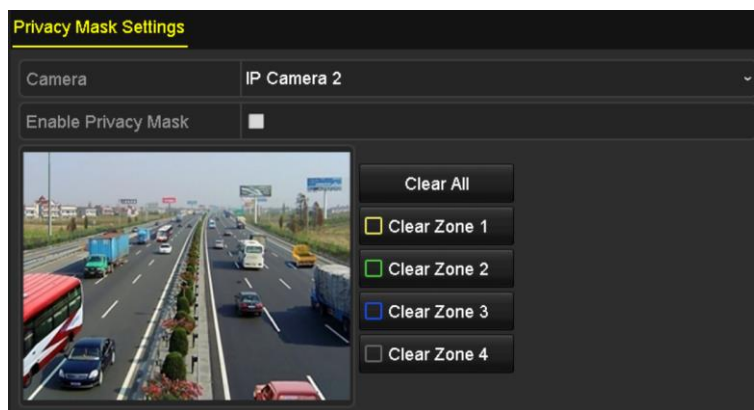 Privacy Mask Settings
Camera IP Camera 2
Enable Privacy Mask
Clear All
Clear Zone 1
Clear Zone 2
Clear Zone 3
Clear Zone 4